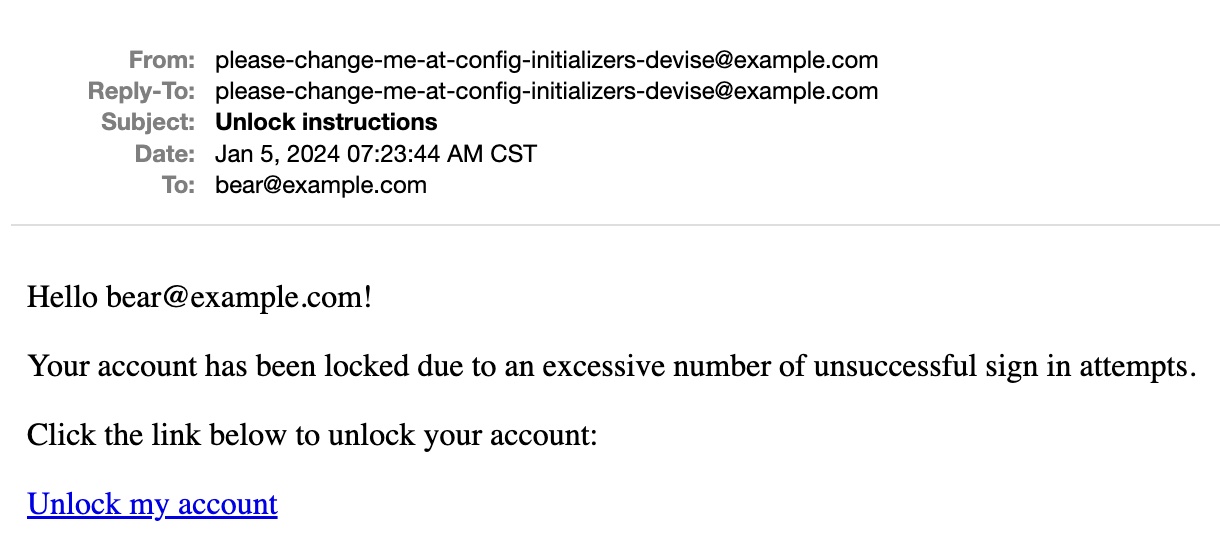 From: please-change-me-at-config-initializers-devise@example.com
Reply-To: please-change-me-at-config-initializers-devise@example.com
Subject: Unlock instructions
Date: Jan 5, 2024 07:23:44 AM CST
To: bear@example.com
Hello bear@example.com!
Your account has been locked due to an excessive number of unsuccessful sign in attempts.
Click the link below to unlock your account:
Unlock my account